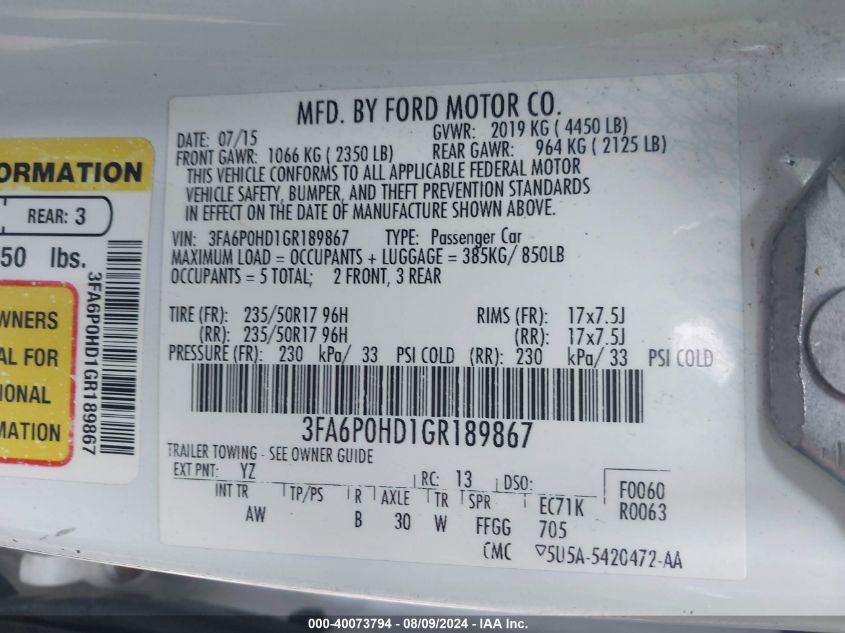 MFD. BY FORD MOTOR CO.
DATE: 07/15 GVWR: 2019 KG ( 4450 LB)
FRONT GAWR: 1066 KG ( 2350 LB) REAR GAWR: 964 KG ( 2125 LB)
THIS VEHICLE CONFORMS TO ALL APPLICABLE FEDERAL MOTOR
VEHICLE SAFETY, BUMPER, AND THEFT PREVENTION STANDARDS
IN EFFECT ON THE DATE OF MANUFACTURE SHOWN ABOVE.
VIN: 3FA6P0HD1GR189867 TYPE: Passenger Car
MAXIMUM LOAD = OCCUPANTS + LUGGAGE = 385KG/ 850LB
OCCUPANTS = 5 TOTAL; 2 FRONT, 3 REAR
TIRE (FR): 235/50R17 96H RIMS (FR): 17x7.5J
(RR): 235/50R17 96H (RR): 17x7.5J
PRESSURE (FR): 230 kPa/ 33 PSI COLD (RR): 230 kPa/ 33 PSI COLD
3FA6P0HD1GR189867
TRAILER TOWING - SEE OWNER GUIDE
EXT PNT: YZ RC: 13 DSO: F0060
INT TR TP/PS R AXLE TR SPR EC71K R0063
AW B 30 W FFGG 705
CMC ▽5U5A-5420472-AA
ORMATION
REAR: 3
50 lbs.
WNERS
AL FOR
IONAL
MATION
3FA6P0HD1GR189867
000-40073794 - 08/09/2024 - IAA Inc.